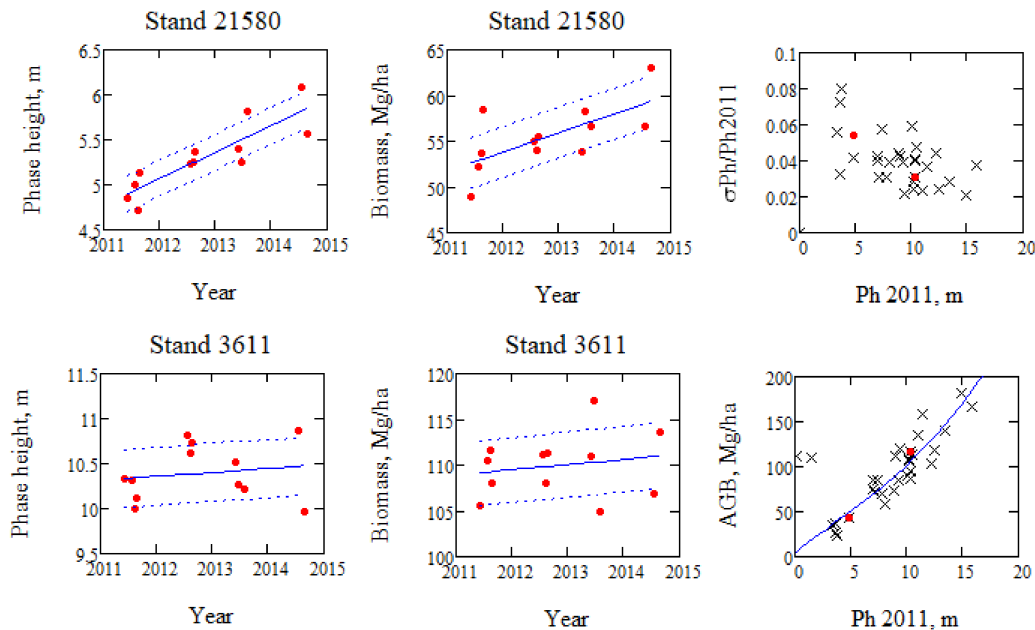 Stand 21580
Phase height, m
6.5
6
5.5
5
4.5
2011 2012 2013 2014 2015
Year
Stand 21580
Biomass, Mg/ha
65
60
55
50
45
2011 2012 2013 2014 2015
Year
σPh/Ph2011
0.1
0.08
0.06
0.04
0.02
0
0 5 10 15 20
Ph 2011, m
Stand 3611
Phase height, m
11.5
11
10.5
10
9.5
2011 2012 2013 2014 2015
Year
Stand 3611
Biomass, Mg/ha
120
115
110
105
100
2011 2012 2013 2014 2015
Year
AGB, Mg/ha
200
150
100
50
0
0 5 10 15 20
Ph 2011, m